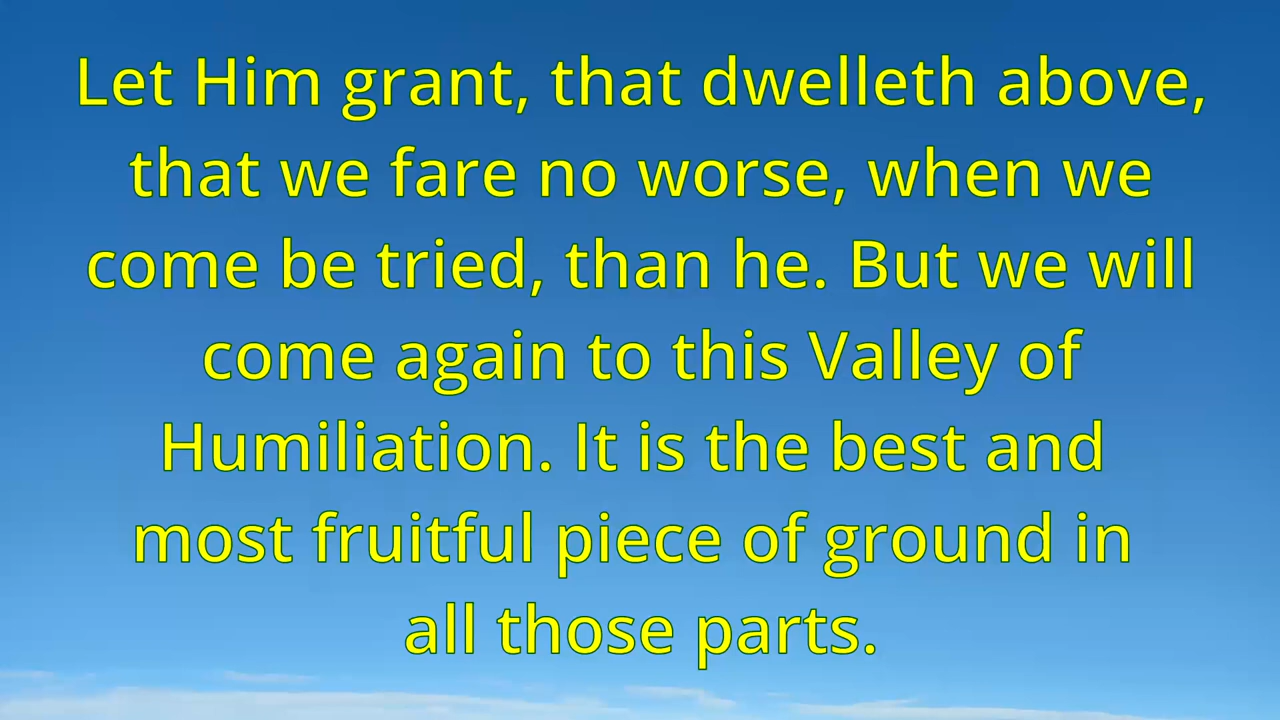 Let Him grant, that dwelleth above,
that we fare no worse, when we
come be tried, than he. But we will
come again to this Valley of
Humiliation. It is the best and
most fruitful piece of ground in
all those parts.